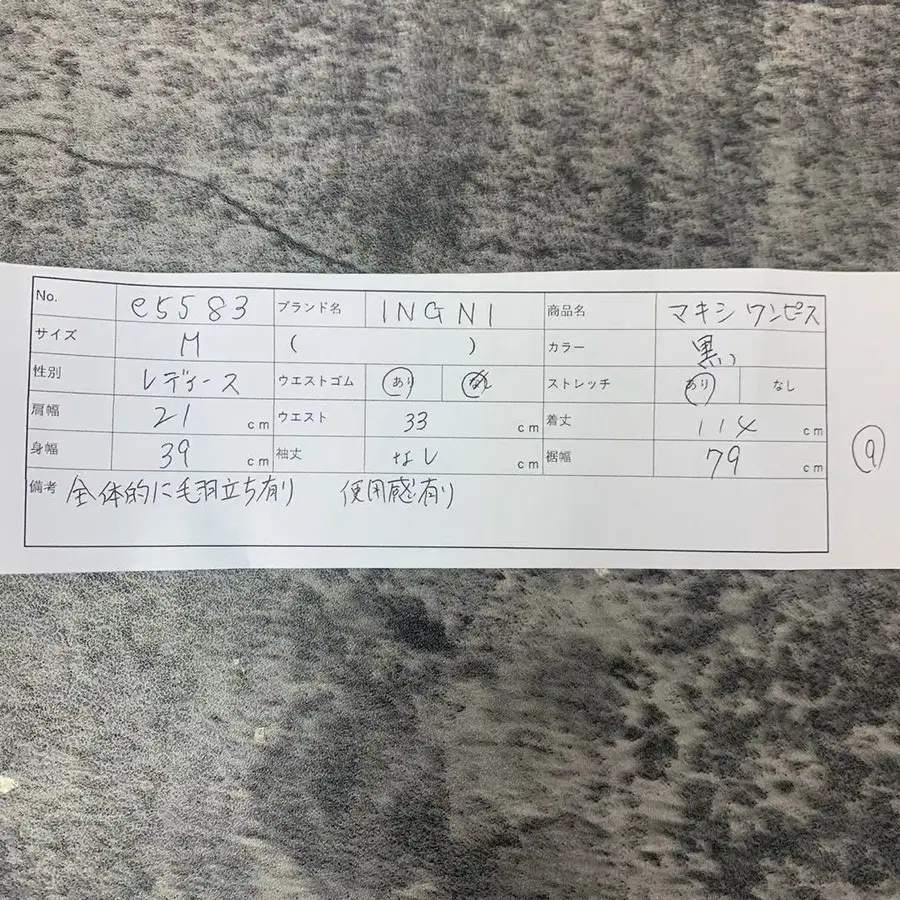 No. e5583 ブランド名 INGNI 商品名 マキシワンピース
サイズ M ( ) カラー 黒
性別 レディース ウエストゴム あり なし ストレッチ あり なし
肩幅 21 cm ウエスト 33 cm 着丈 114 cm
身幅 39 cm 袖丈 なし cm 裾幅 79 cm
備考 全体的に毛羽立ち有り 使用感有り